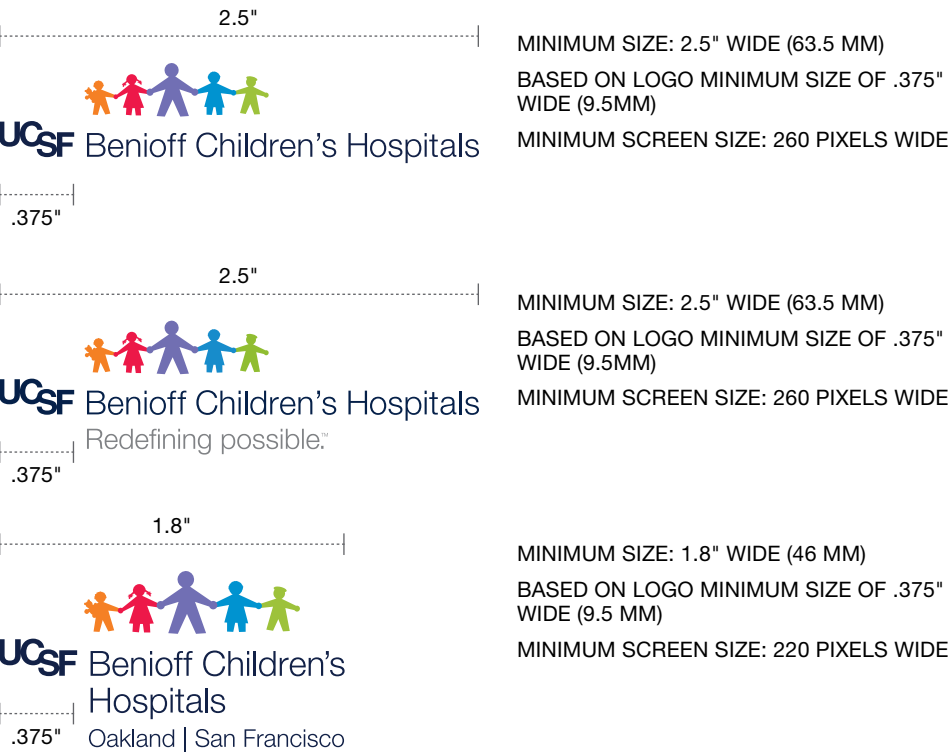 2.5"
MINIMUM SIZE: 2.5" WIDE (63.5 MM)
BASED ON LOGO MINIMUM SIZE OF .375"
WIDE (9.5MM)
MINIMUM SCREEN SIZE: 260 PIXELS WIDE
UCSF Benioff Children's Hospitals
.375"
2.5"
MINIMUM SIZE: 2.5" WIDE (63.5 MM)
BASED ON LOGO MINIMUM SIZE OF .375"
WIDE (9.5MM)
MINIMUM SCREEN SIZE: 260 PIXELS WIDE
UCSF Benioff Children's Hospitals
Redefining possible.™
.375"
1.8"
MINIMUM SIZE: 1.8" WIDE (46 MM)
BASED ON LOGO MINIMUM SIZE OF .375"
WIDE (9.5 MM)
MINIMUM SCREEN SIZE: 220 PIXELS WIDE
UCSF Benioff Children's
Hospitals
Oakland | San Francisco
.375"